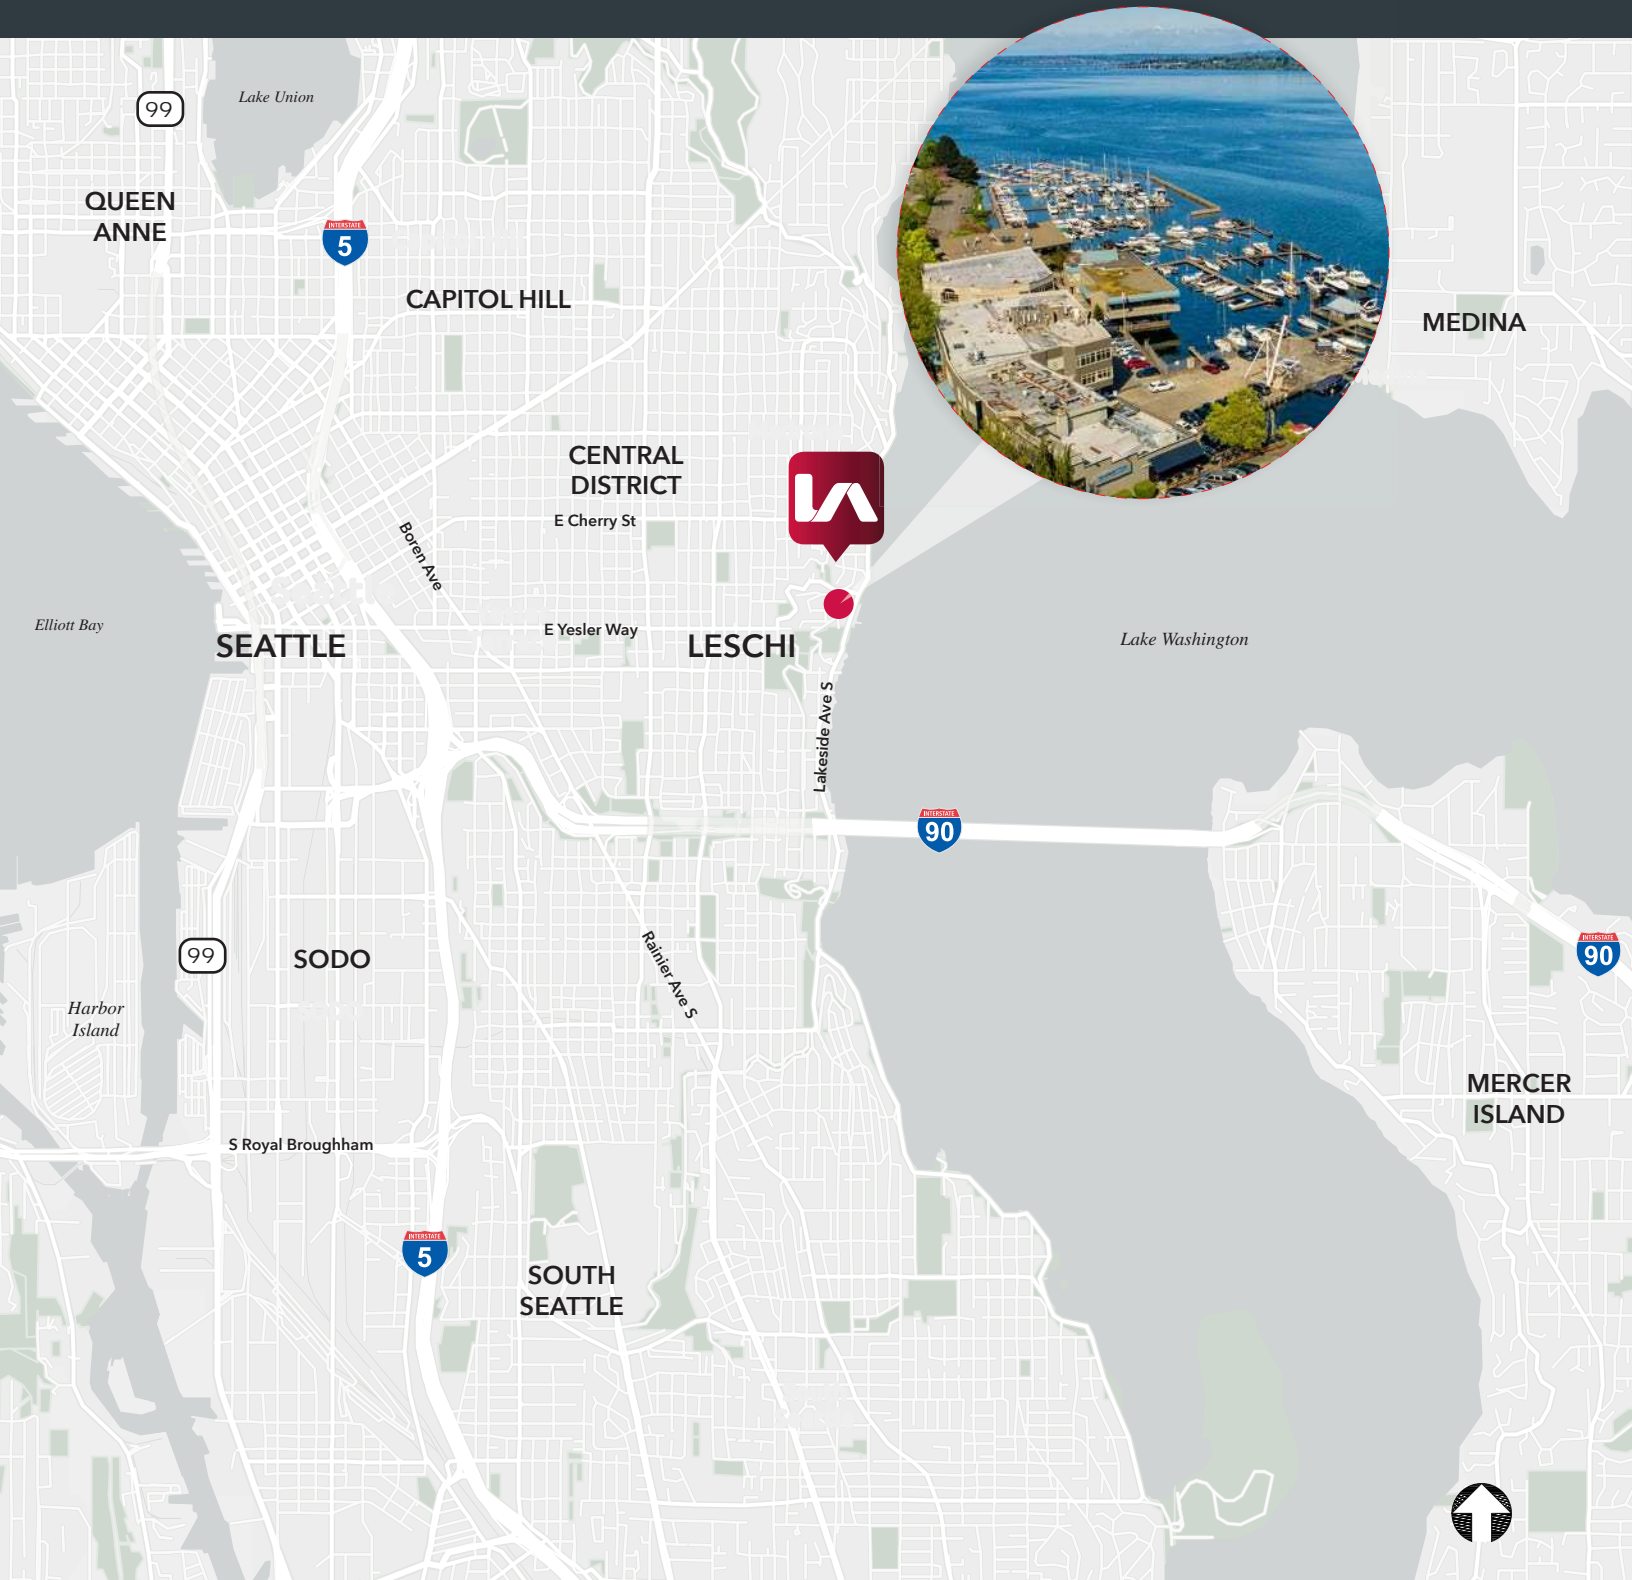 Lake Union
99
QUEEN
ANNE
INTERSTATE
5
CAPITOL HILL
MEDINA
CENTRAL
DISTRICT
E Cherry St
Boren Ave
Elliott Bay
SEATTLE
E Yesler Way
LESCHI
Lake Washington
Lakeside Ave S
INTERSTATE
90
Rainier Ave S
99
SODO
INTERSTATE
90
Harbor
Island
MERCER
ISLAND
S Royal Broughham
INTERSTATE
5
SOUTH
SEATTLE